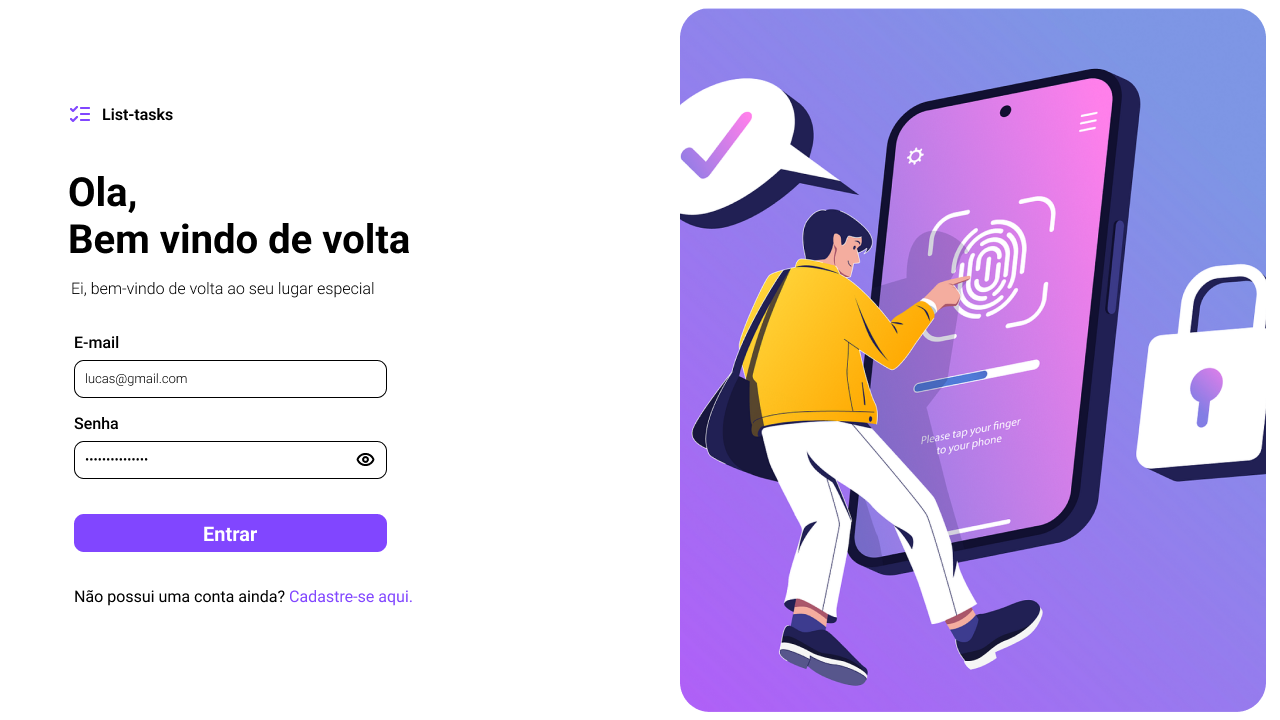 List-tasks
Ola,
Bem vindo de volta
Ei, bem-vindo de volta ao seu lugar especial
E-mail
lucas@gmail.com
Senha
•••••••••••••••
Entrar
Não possui uma conta ainda? Cadastre-se aqui.
Please tap your finger
to your phone